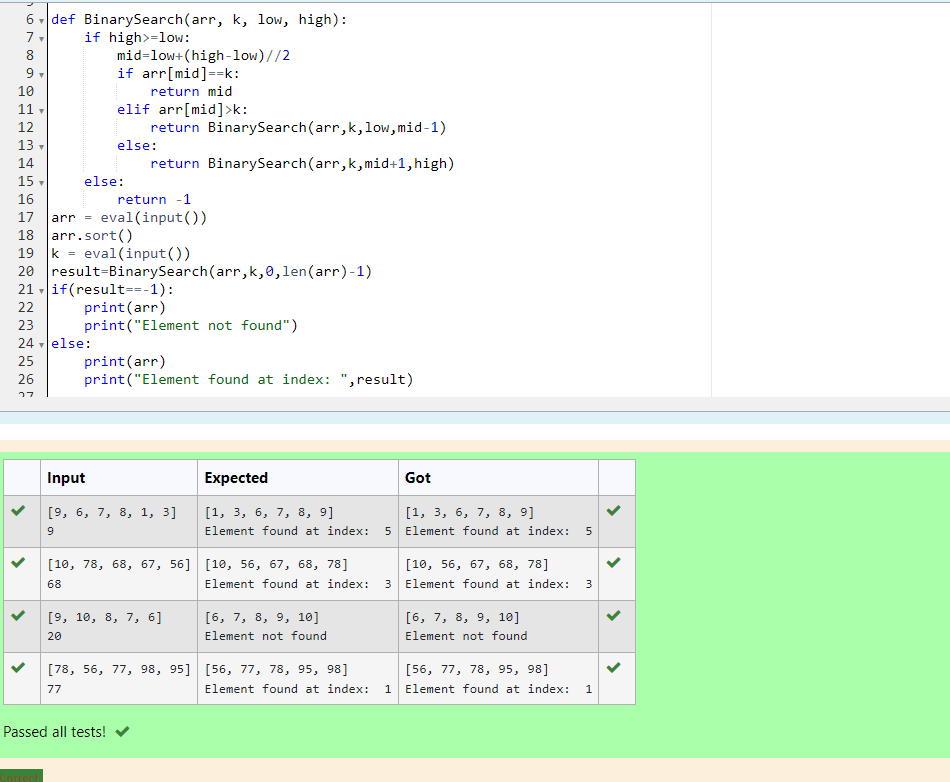 6 def BinarySearch(arr, k, low, high):
7     if high>=low:
8         mid=low+(high-low)//2
9         if arr[mid]==k:
10             return mid
11         elif arr[mid]>k:
12             return BinarySearch(arr,k,low,mid-1)
13         else:
14             return BinarySearch(arr,k,mid+1,high)
15     else:
16         return -1
17 arr = eval(input())
18 arr.sort()
19 k = eval(input())
20 result=BinarySearch(arr,k,0,len(arr)-1)
21 if(result==-1):
22     print(arr)
23     print("Element not found")
24 else:
25     print(arr)
26     print("Element found at index: ",result)
27
Input Expected Got
[9, 6, 7, 8, 1, 3] [1, 3, 6, 7, 8, 9] [1, 3, 6, 7, 8, 9]
9 Element found at index:  5 Element found at index:  5
[10, 78, 68, 67, 56] [10, 56, 67, 68, 78] [10, 56, 67, 68, 78]
68 Element found at index:  3 Element found at index:  3
[9, 10, 8, 7, 6] [6, 7, 8, 9, 10] [6, 7, 8, 9, 10]
20 Element not found Element not found
[78, 56, 77, 98, 95] [56, 77, 78, 95, 98] [56, 77, 78, 95, 98]
77 Element found at index:  1 Element found at index:  1
Passed all tests!
Correct